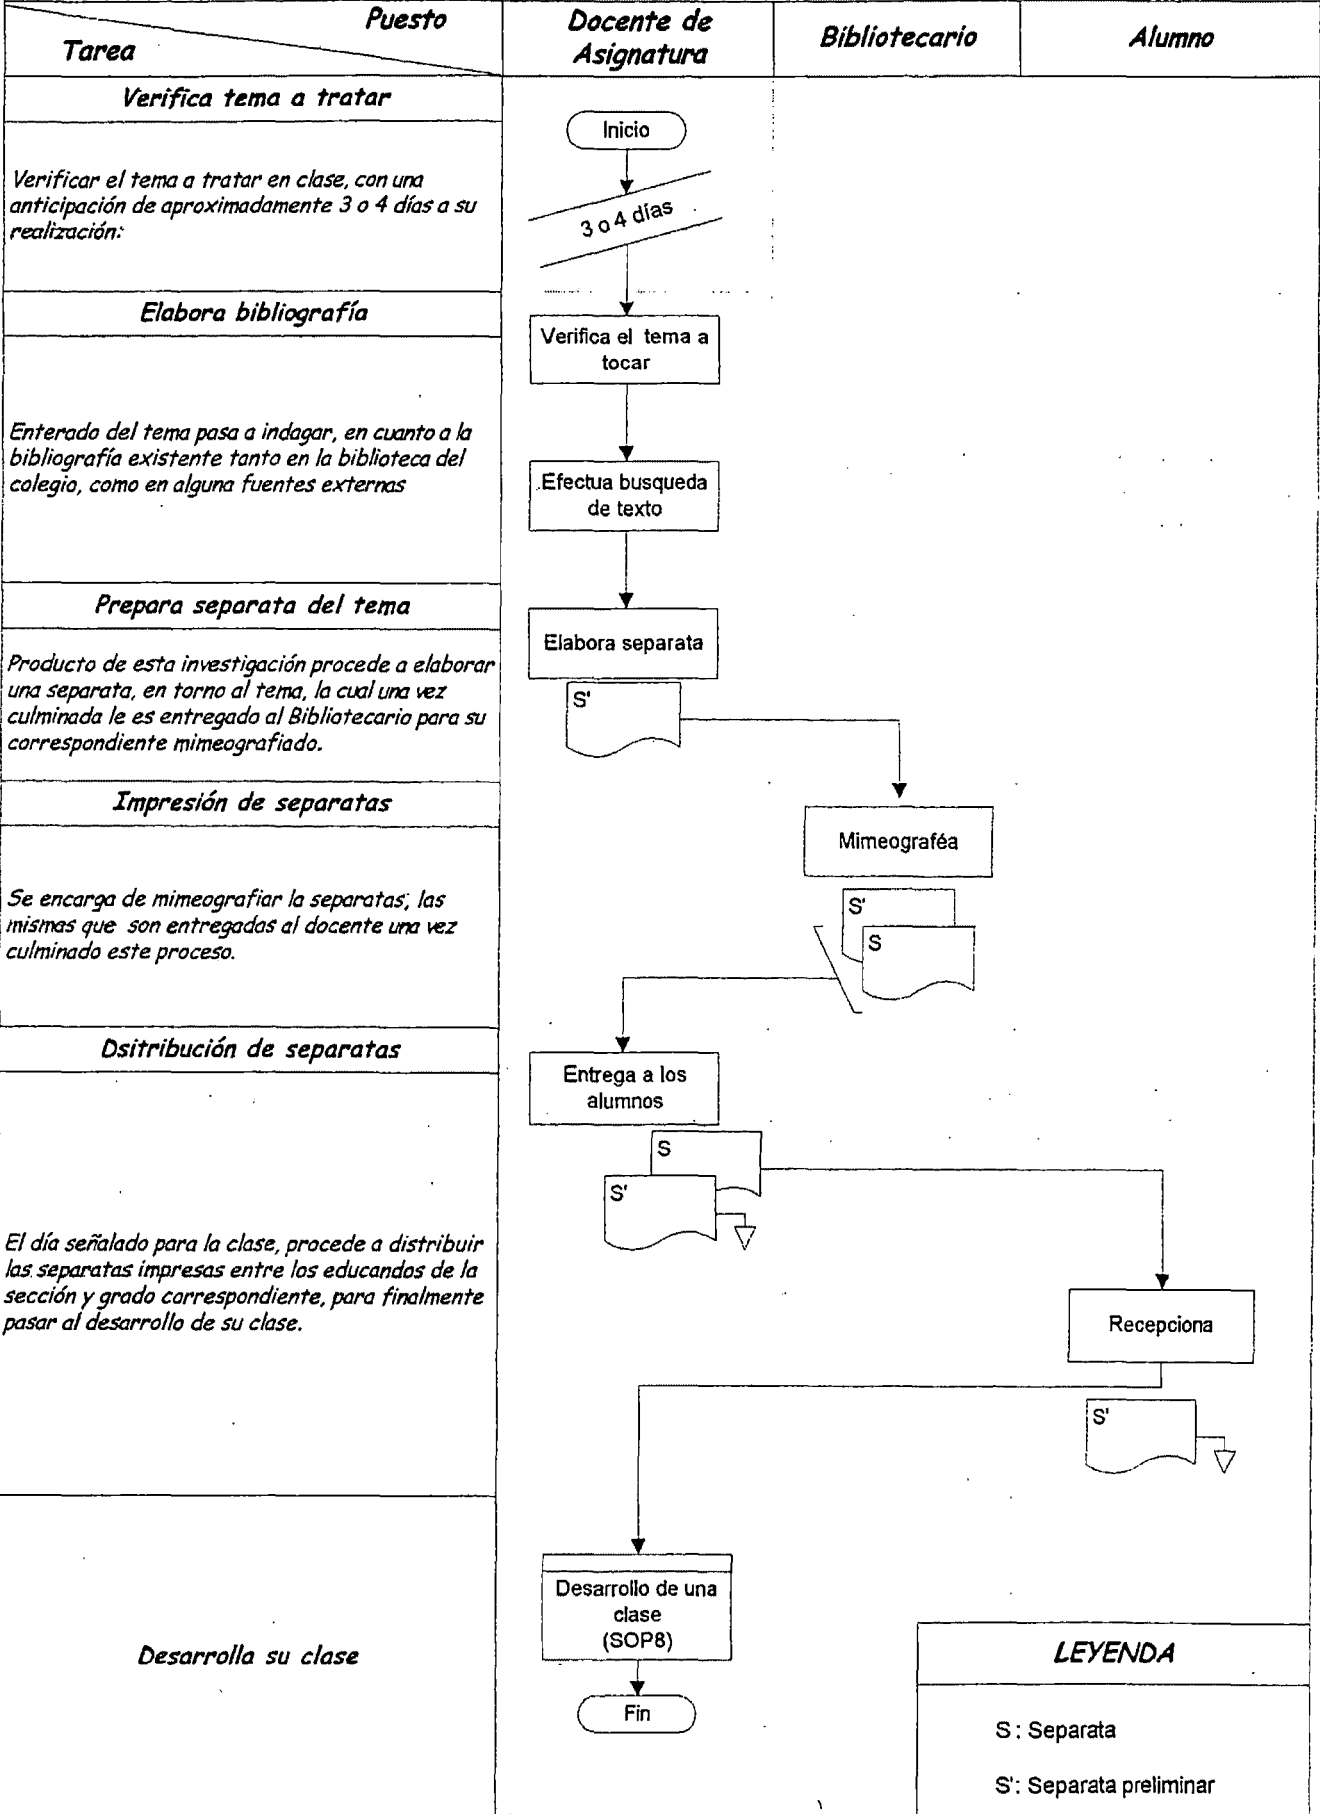 Puesto
Tarea
Docente de
Asignatura
Bibliotecario
Alumno
Verifica tema a tratar
Verificar el tema a tratar en clase, con una
anticipación de aproximadamente 3 o 4 días a su
realización:
Inicio
3 o 4 días
Elabora bibliografía
Verifica el tema a
tocar
Enterado del tema pasa a indagar, en cuanto a la
bibliografía existente tanto en la biblioteca del
colegio, como en alguna fuentes externas
Efectua busqueda
de texto
Prepara separata del tema
Elabora separata
Producto de esta investigación procede a elaborar
una separata, en torno al tema, la cual una vez
culminada le es entregado al Bibliotecario para su
correspondiente mimeografiado.
S'
Impresión de separatas
Mimeograféa
Se encarga de mimeografiar la separatas, las
mismas que son entregadas al docente una vez
culminado este proceso.
S'
S
Dsitribución de separatas
Entrega a los
alumnos
S
S'
El día señalado para la clase, procede a distribuir
las separatas impresas entre los educandos de la
sección y grado correspondiente, para finalmente
pasar al desarrollo de su clase.
Recepciona
S'
Desarrolla su clase
Desarrollo de una
clase
(SOP8)
Fin
LEYENDA
S : Separata
S': Separata preliminar